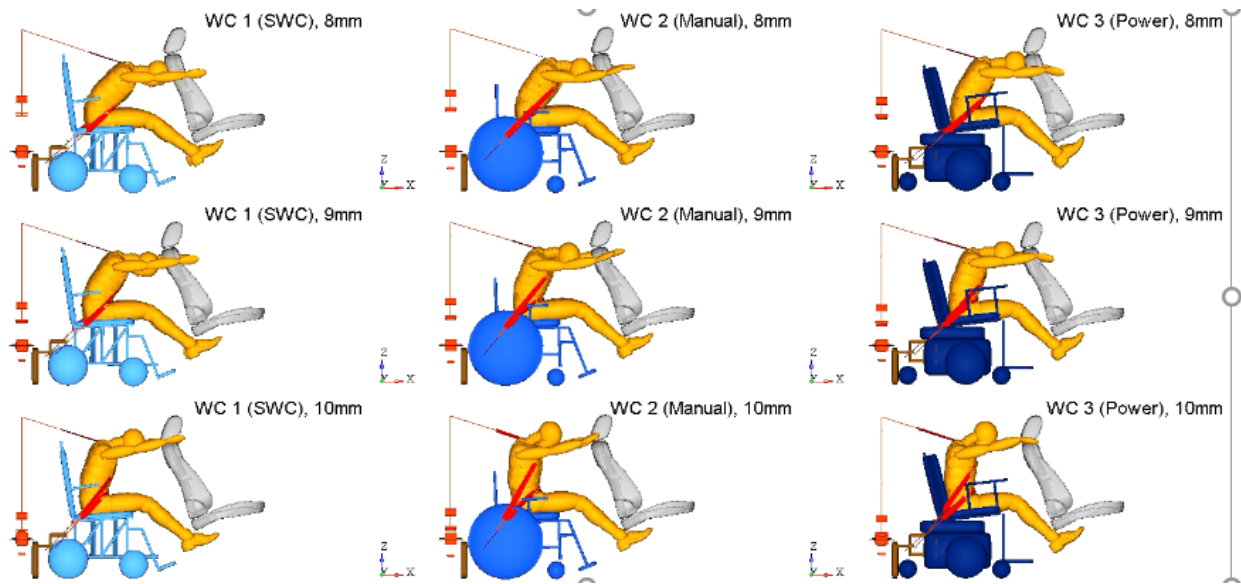 WC 1 (SWC), 8mm
WC 2 (Manual), 8mm
WC 3 (Power), 8mm
Z
X
Z
X
WC 1 (SWC), 9mm
WC 2 (Manual), 9mm
WC 3 (Power), 9mm
Z
X
Z
X
WC 1 (SWC), 10mm
WC 2 (Manual), 10mm
WC 3 (Power), 10mm
Z
X
Z
X